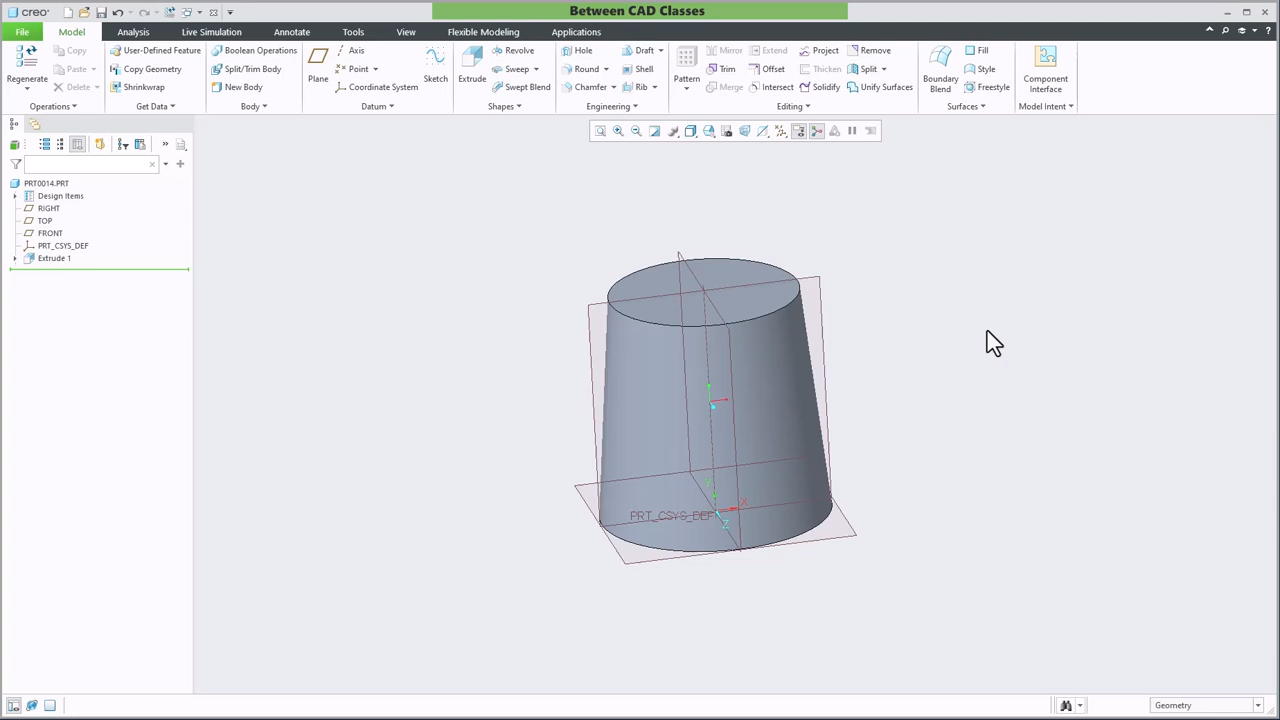 creo
Between CAD Classes
File
Model
Analysis
Live Simulation
Annotate
Tools
View
Flexible Modeling
Applications
Regenerate
Copy
Paste
Delete
Operations
User-Defined Feature
Copy Geometry
Shrinkwrap
Get Data
Boolean Operations
Split/Trim Body
New Body
Body
Plane
Axis
Point
Coordinate System
Sketch
Datum
Extrude
Revolve
Sweep
Swept Blend
Shapes
Hole
Round
Chamfer
Draft
Shell
Rib
Engineering
Pattern
Mirror
Trim
Merge
Extend
Offset
Intersect
Project
Thicken
Solidify
Remove
Split
Unify Surfaces
Editing
Boundary
Blend
Fill
Style
Freestyle
Surfaces
Component
Interface
Model Intent
PRT0014.PRT
Design Items
RIGHT
TOP
FRONT
PRT_CSYS_DEF
Extrude 1
Y
X
PRT_CSYS_DEF
Z
Geometry